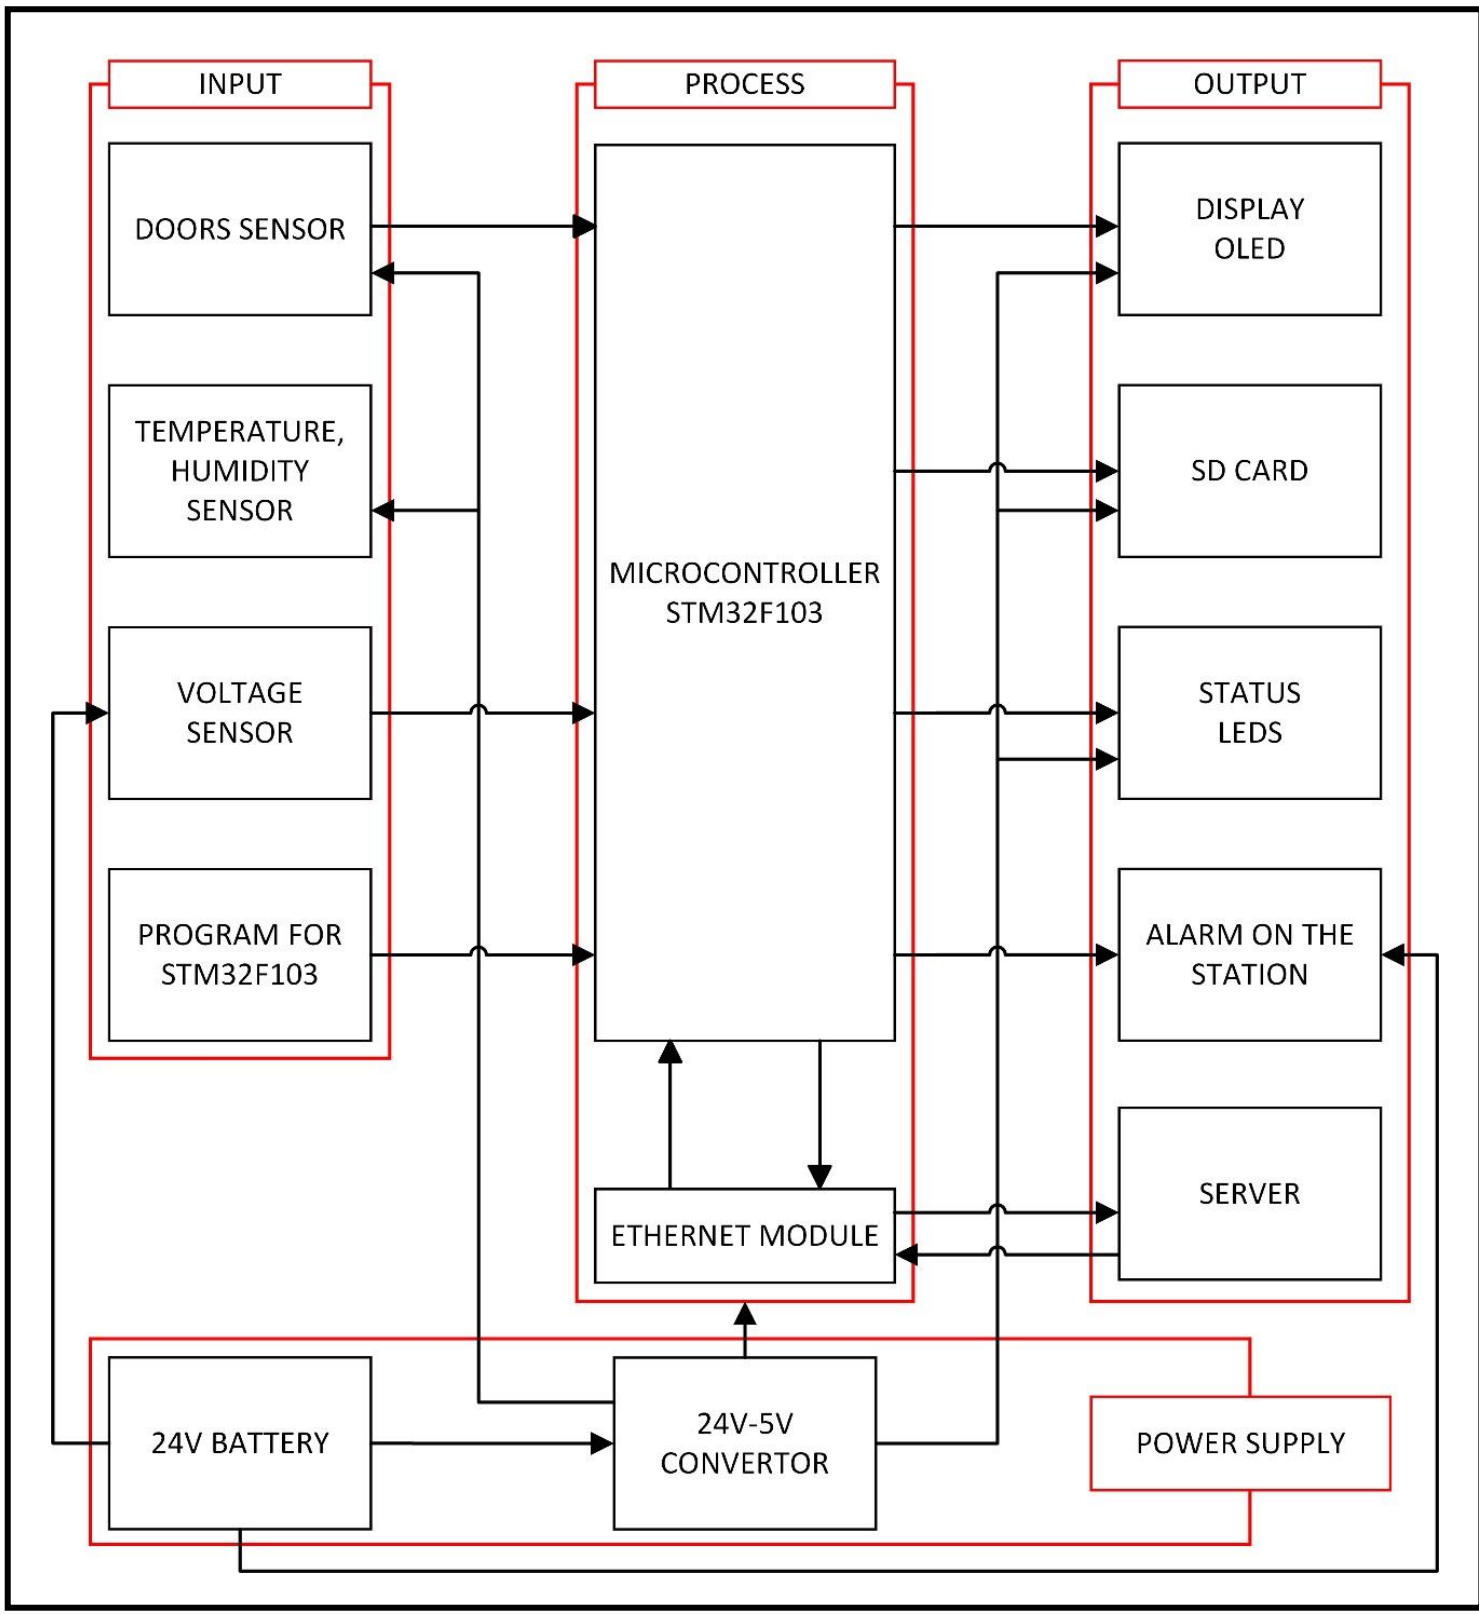 INPUT
DOORS SENSOR
TEMPERATURE,
HUMIDITY
SENSOR
VOLTAGE
SENSOR
PROGRAM FOR
STM32F103
PROCESS
MICROCONTROLLER
STM32F103
ETHERNET MODULE
OUTPUT
DISPLAY
OLED
SD CARD
STATUS
LEDS
ALARM ON THE
STATION
SERVER
24V BATTERY
24V-5V
CONVERTOR
POWER SUPPLY